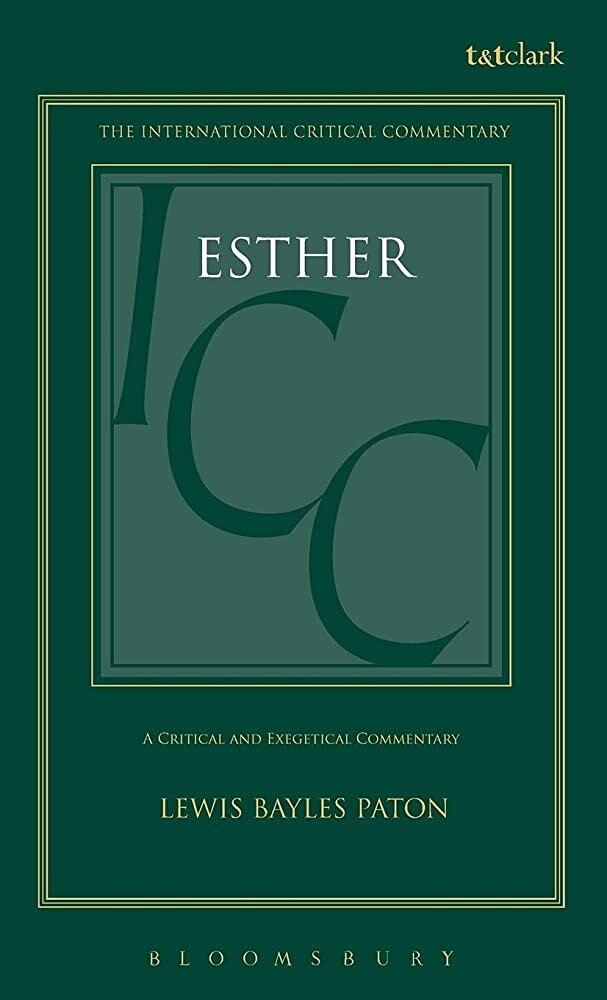 t&tclark
THE INTERNATIONAL CRITICAL COMMENTARY
ESTHER
ICC
A CRITICAL AND EXEGETICAL COMMENTARY
LEWIS BAYLES PATON
BLOOMSBURY